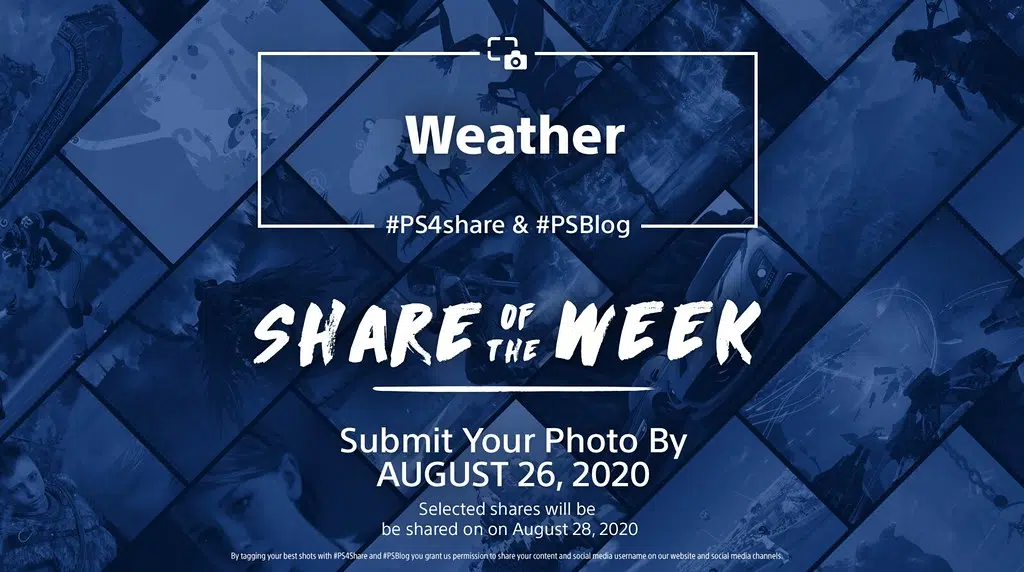 Weather
#PS4share & #PSBlog
SHARE OF THE WEEK
Submit Your Photo By
AUGUST 26, 2020
Selected shares will be
be shared on on August 28, 2020
By tagging your best shots with #PS4Share and #PSBlog you grant us permission to share your content and social media username on our website and social media channels.